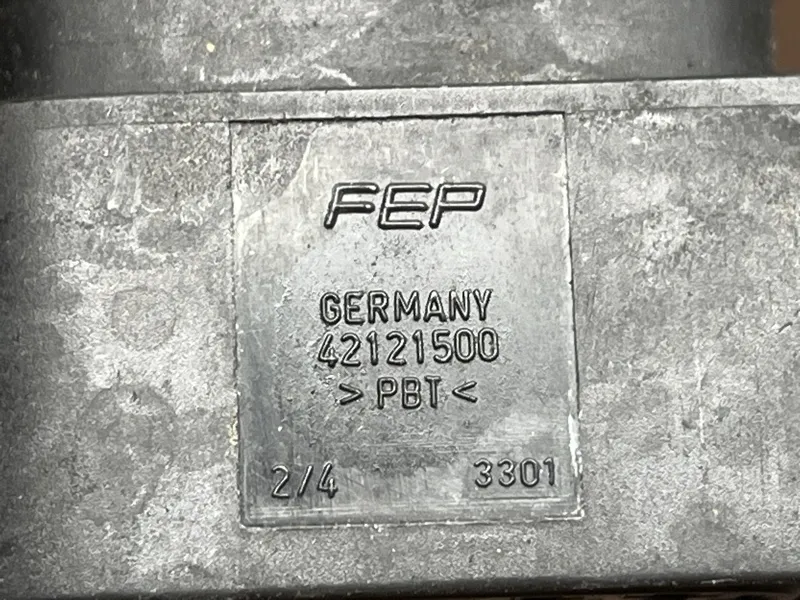 FEP
GERMANY
42121500
>PBT<
2/4 3301